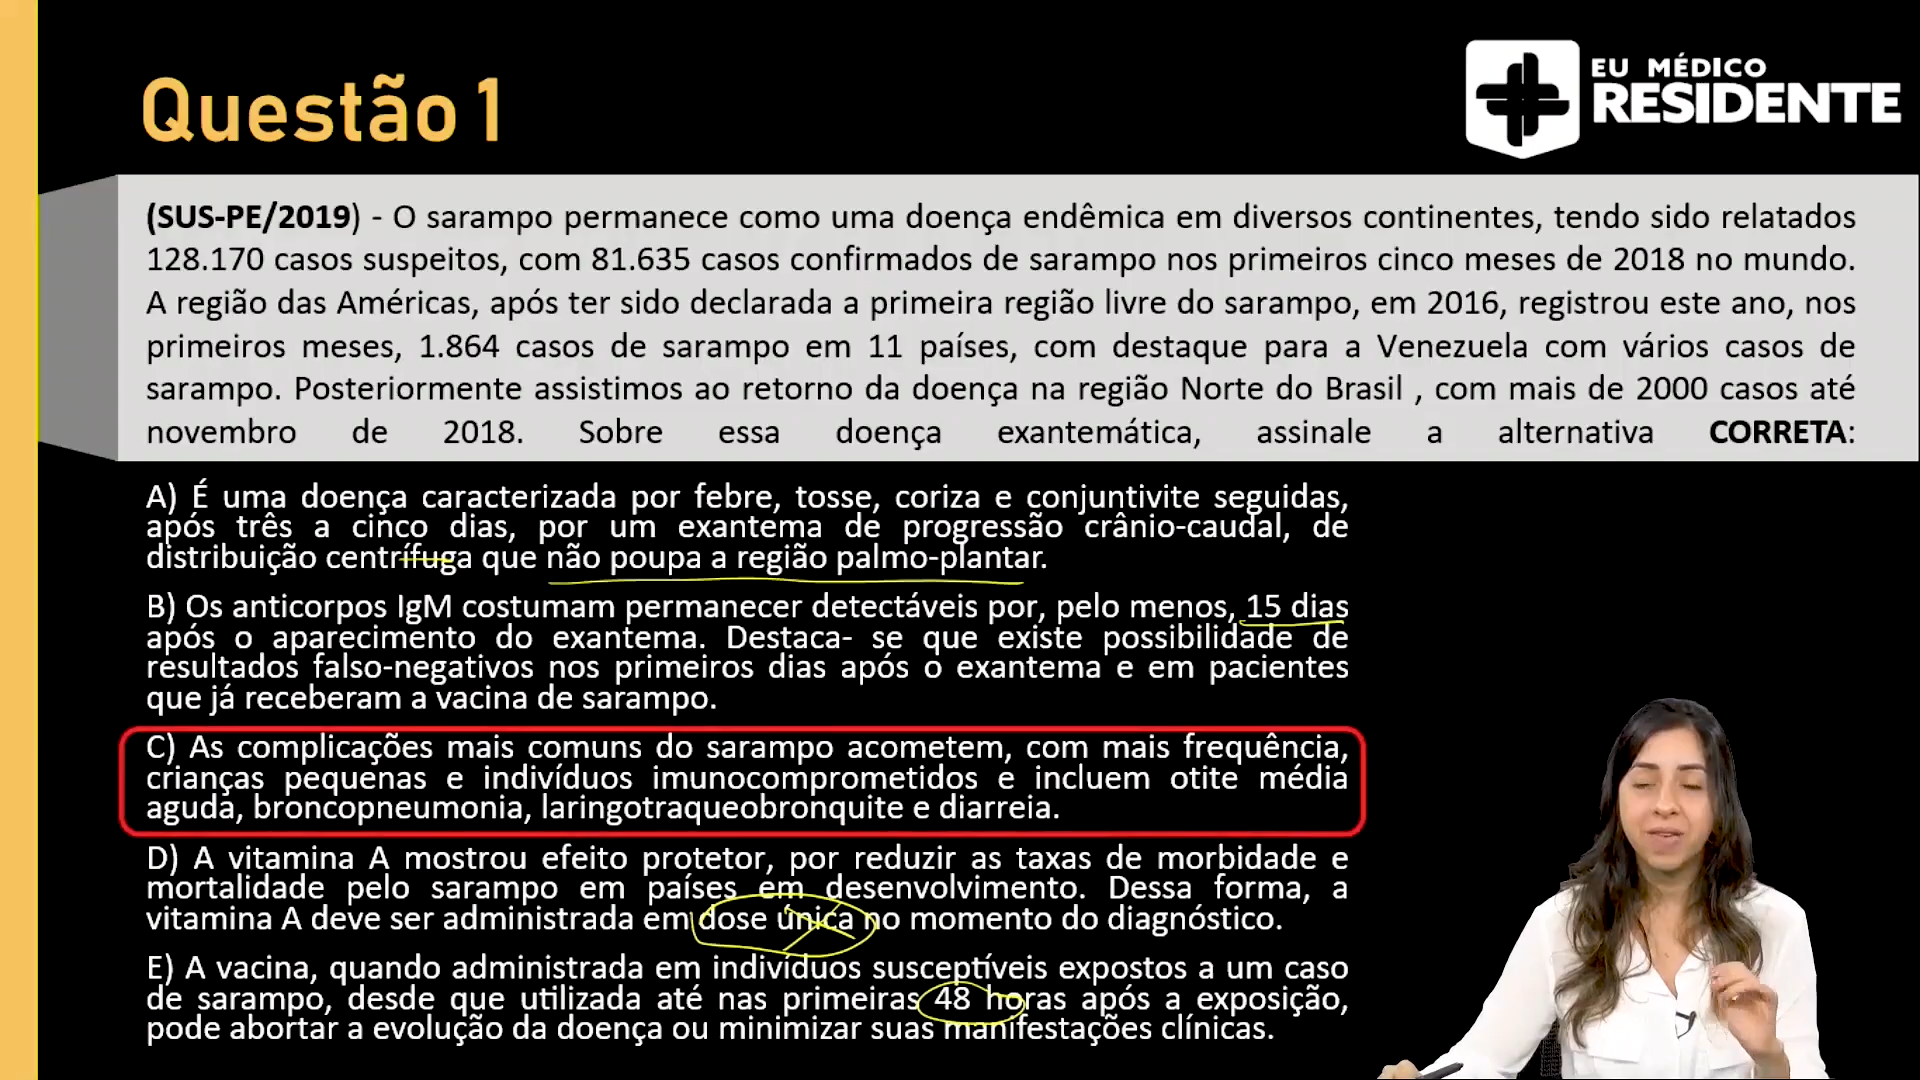 Questão 1
EU MÉDICO
RESIDENTE
(SUS-PE/2019) - O sarampo permanece como uma doença endêmica em diversos continentes, tendo sido relatados
128.170 casos suspeitos, com 81.635 casos confirmados de sarampo nos primeiros cinco meses de 2018 no mundo.
A região das Américas, após ter sido declarada a primeira região livre do sarampo, em 2016, registrou este ano, nos
primeiros meses, 1.864 casos de sarampo em 11 países, com destaque para a Venezuela com vários casos de
sarampo. Posteriormente assistimos ao retorno da doença na região Norte do Brasil , com mais de 2000 casos até
novembro de 2018. Sobre essa doença exantemática, assinale a alternativa CORRETA:
A) É uma doença caracterizada por febre, tosse, coriza e conjuntivite seguidas,
após três a cinco dias, por um exantema de progressão crânio-caudal, de
distribuição centrífuga que não poupa a região palmo-plantar.
B) Os anticorpos IgM costumam permanecer detectáveis por, pelo menos, 15 dias
após o aparecimento do exantema. Destaca- se que existe possibilidade de
resultados falso-negativos nos primeiros dias após o exantema e em pacientes
que já receberam a vacina de sarampo.
C) As complicações mais comuns do sarampo acometem, com mais frequência,
crianças pequenas e indivíduos imunocomprometidos e incluem otite média
aguda, broncopneumonia, laringotraqueobronquite e diarreia.
D) A vitamina A mostrou efeito protetor, por reduzir as taxas de morbidade e
mortalidade pelo sarampo em países em desenvolvimento. Dessa forma, a
vitamina A deve ser administrada em dose única no momento do diagnóstico.
E) A vacina, quando administrada em indivíduos susceptíveis expostos a um caso
de sarampo, desde que utilizada até nas primeiras 48 horas após a exposição,
pode abortar a evolução da doença ou minimizar suas manifestações clínicas.